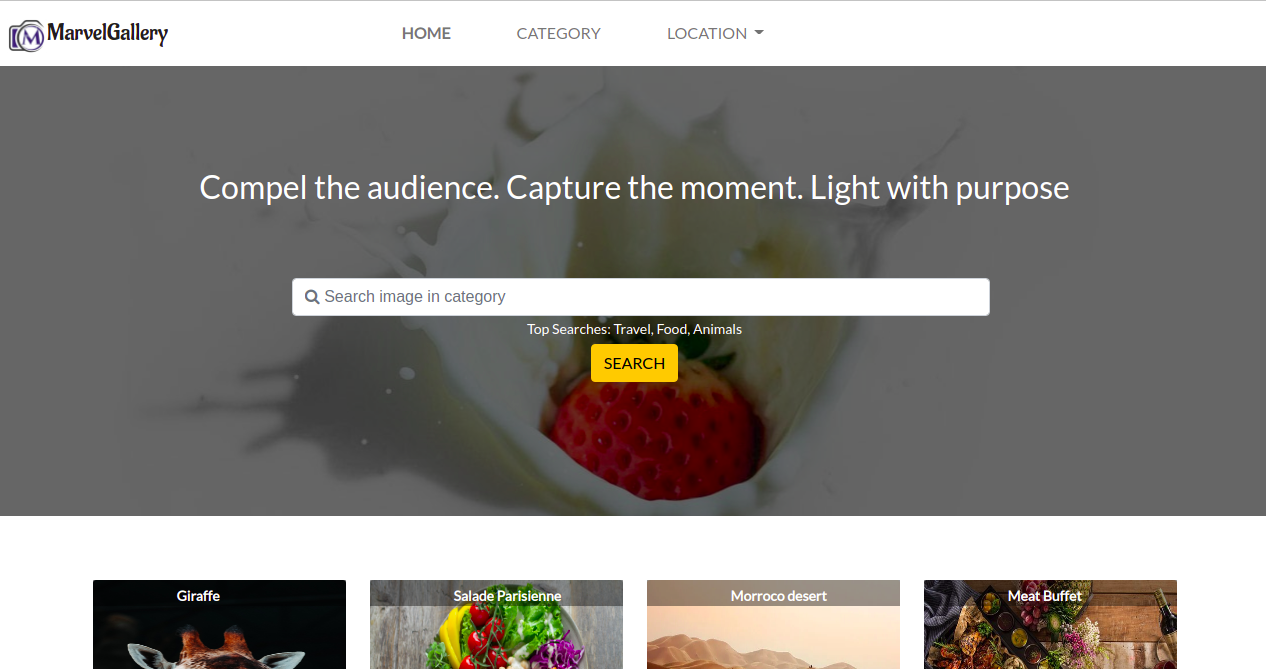 M MarvelGallery
HOME CATEGORY LOCATION
Compel the audience. Capture the moment. Light with purpose
Search image in category
Top Searches: Travel, Food, Animals
SEARCH
Giraffe
Salade Parisienne
Morroco desert
Meat Buffet